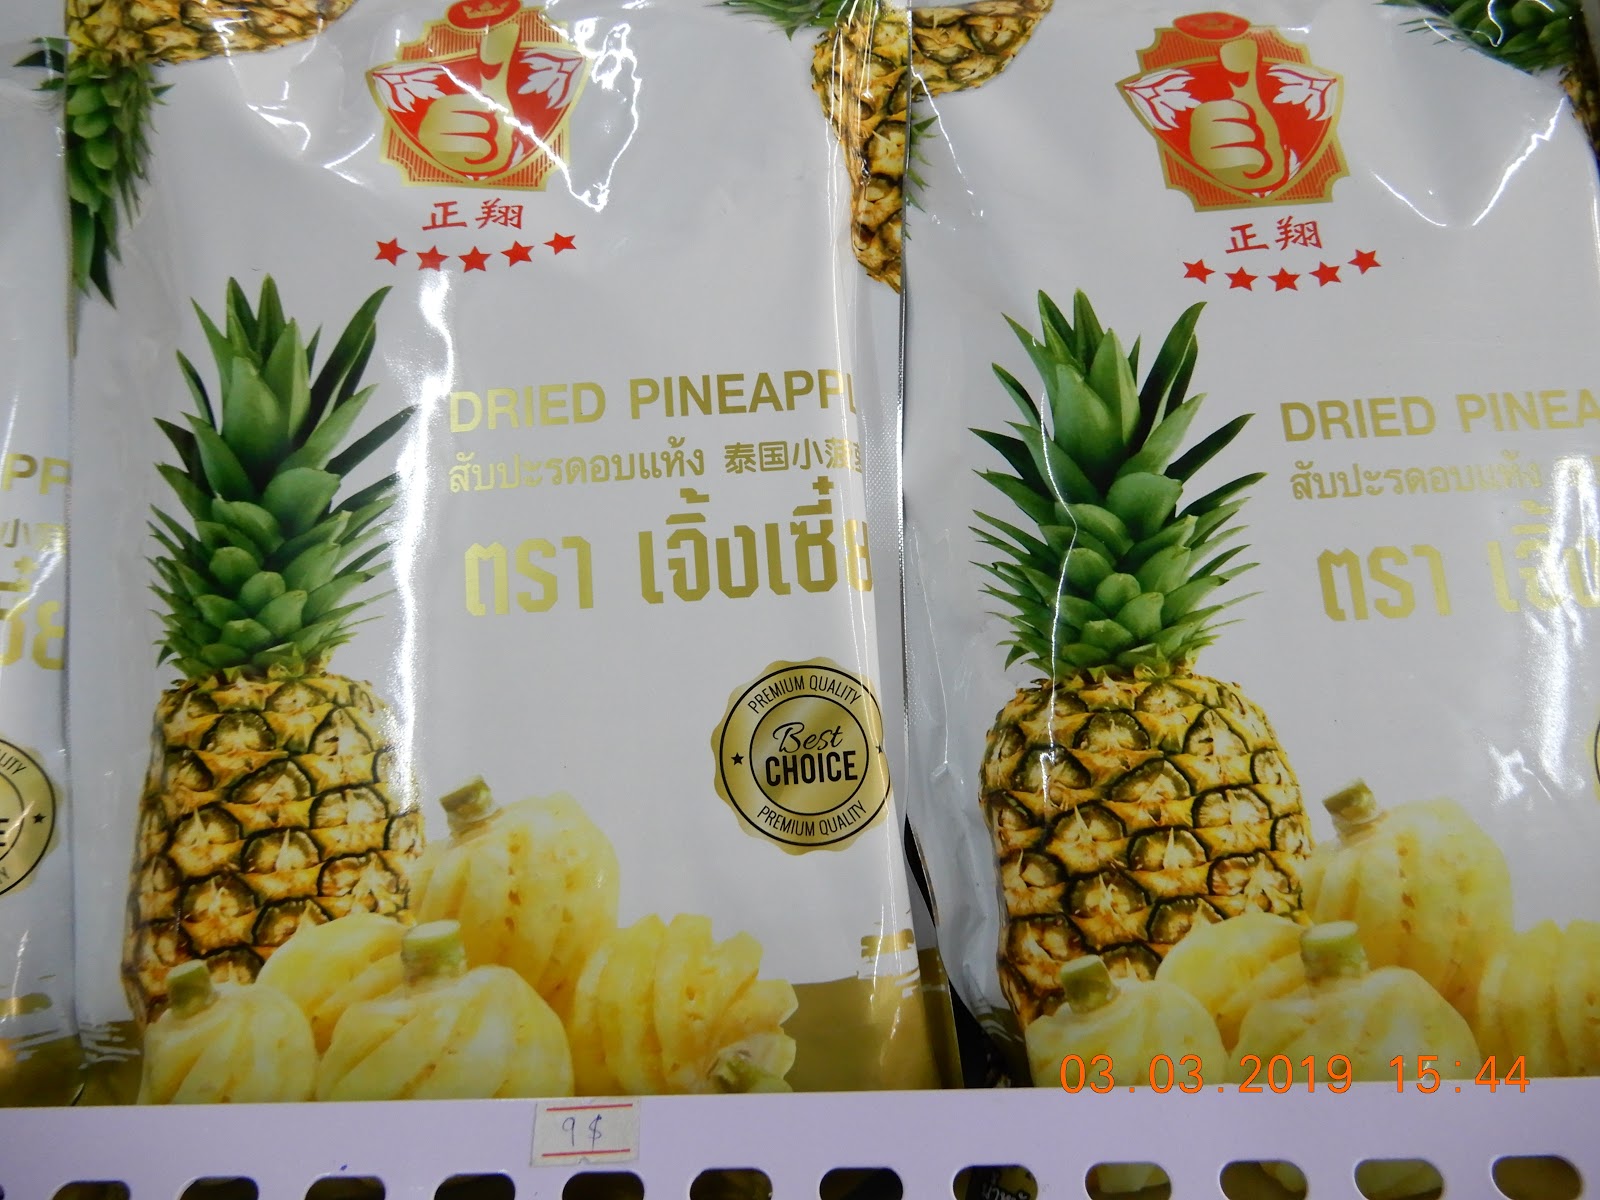 正翔
DRIED PINEAPPL
สับปะรดอบแห้ง 泰国小菠
ตรา เจิ้งเซี่ย
PREMIUM QUALITY
Best
CHOICE
PREMIUM QUALITY
正翔
DRIED PINEA
สับปะรดอบแห้ง
ตรา เจิ้ง
9$
03.03.2019 15:44